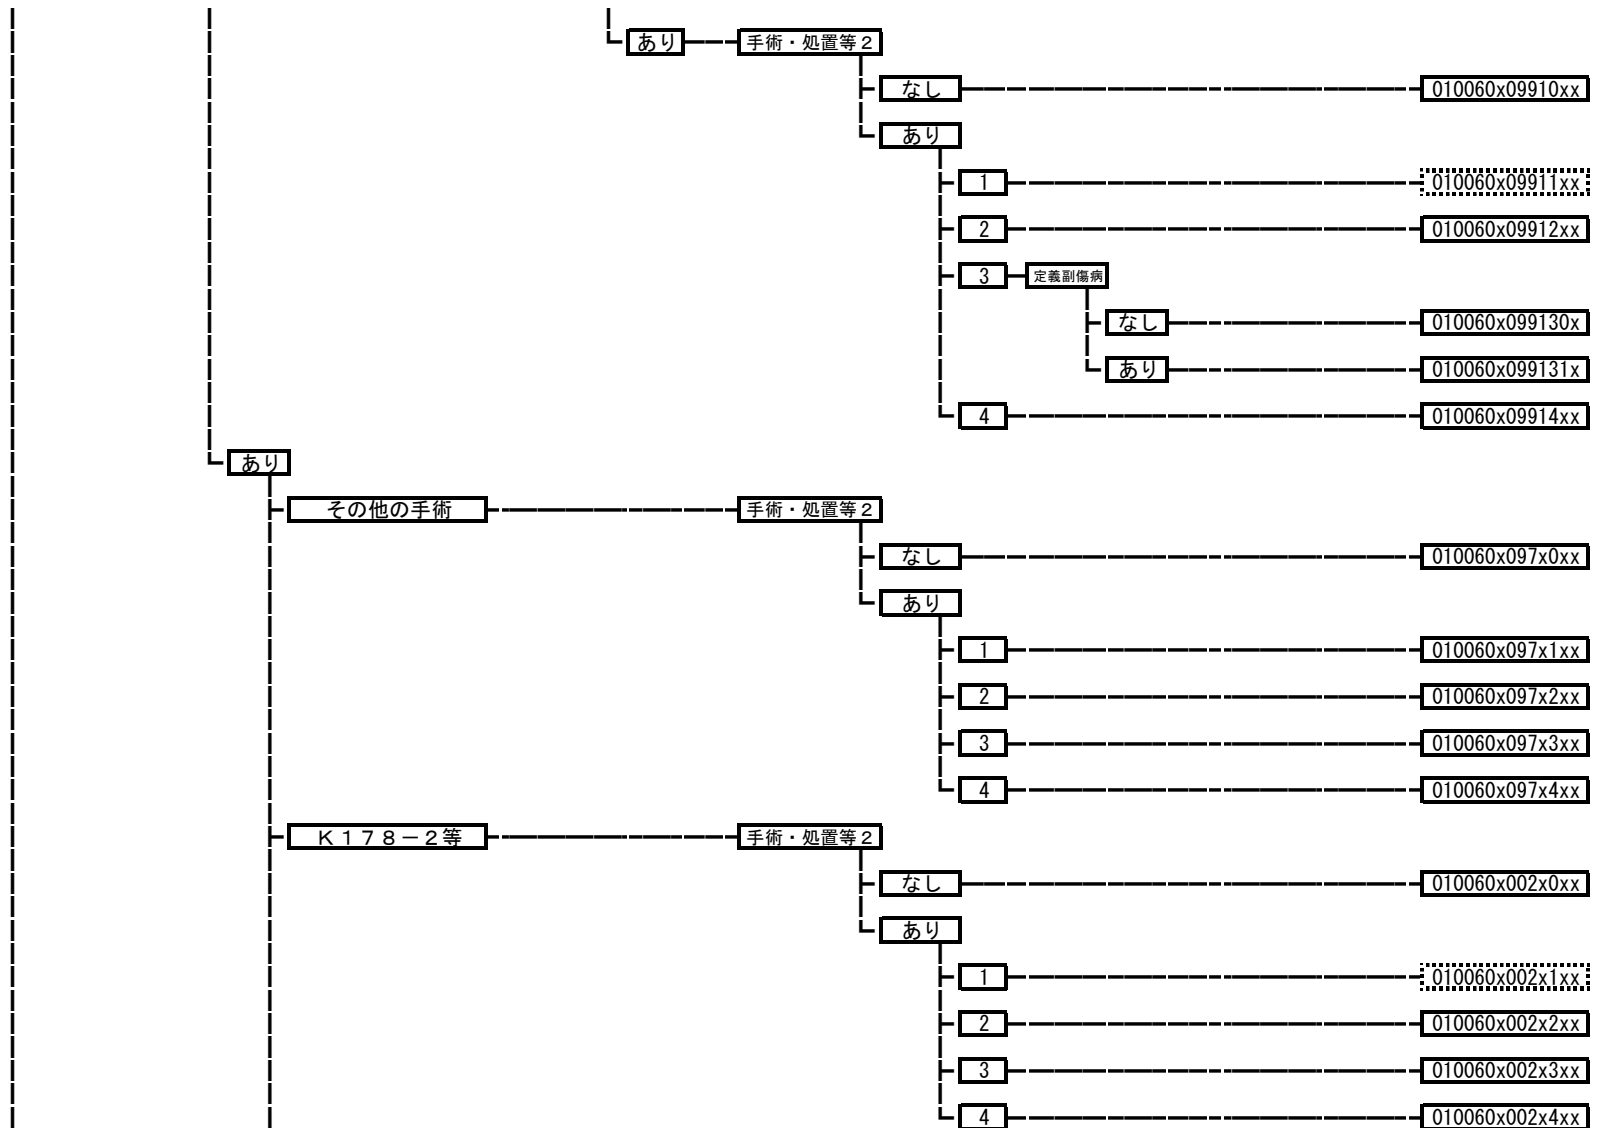 あり 手術・処置等２
なし 010060x09910xx
あり
1 010060x09911xx
2 010060x09912xx
3 定義副傷病
なし 010060x099130x
あり 010060x099131x
4 010060x09914xx
あり
その他の手術 手術・処置等２
なし 010060x097x0xx
あり
1 010060x097x1xx
2 010060x097x2xx
3 010060x097x3xx
4 010060x097x4xx
Ｋ１７８－２等 手術・処置等２
なし 010060x002x0xx
あり
1 010060x002x1xx
2 010060x002x2xx
3 010060x002x3xx
4 010060x002x4xx